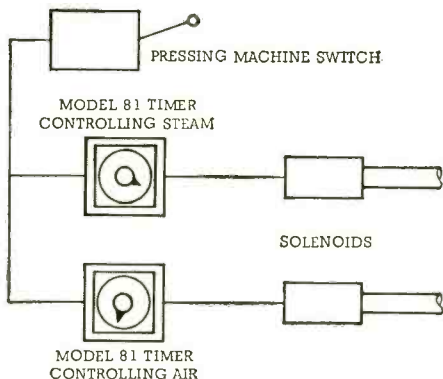 PRESSING MACHINE SWITCH
MODEL 81 TIMER
CONTROLLING STEAM
SOLENOIDS
MODEL 81 TIMER
CONTROLLING AIR